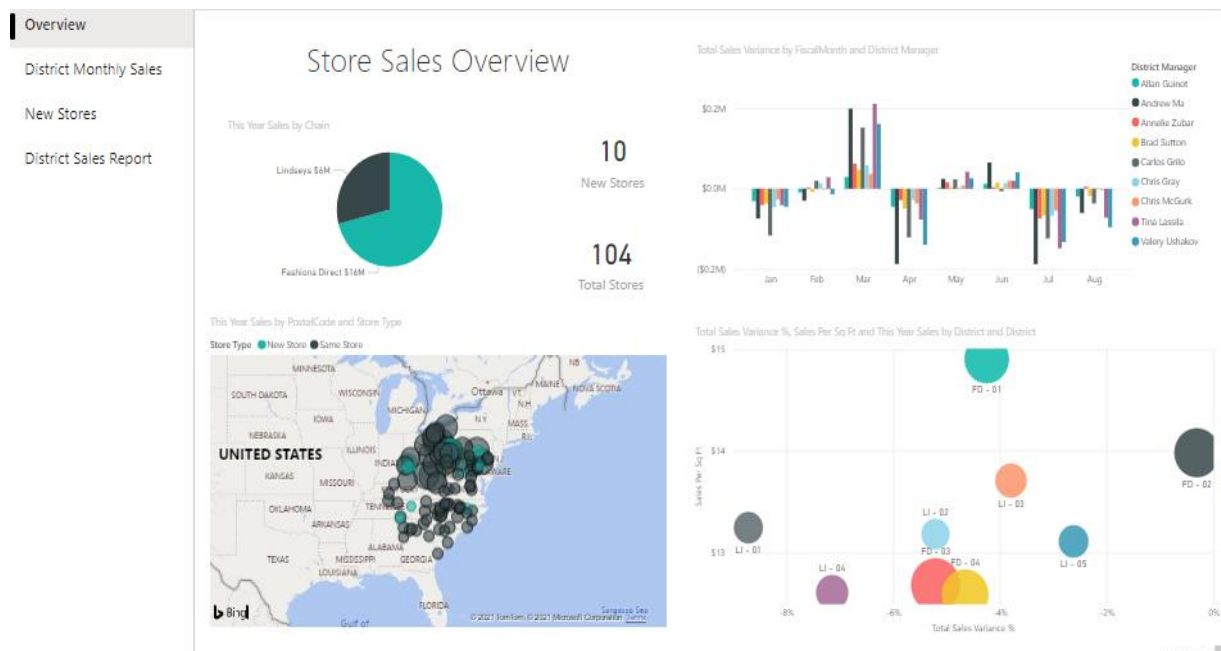 Overview
District Monthly Sales
New Stores
District Sales Report
Store Sales Overview
This Year Sales by Chain
Lindseys $6M
Fashions Direct $16M
10
New Stores
104
Total Stores
Total Sales Variance by FiscalMonth and District Manager
District Manager
Allan Guinot
Andrew Ma
Annelie Zubar
Brad Sutton
Carlos Grilo
Chris Gray
Chris McGurk
Tina Lassila
Valery Ushakov
$0.2M
$0.0M
($0.2M)
Jan Feb Mar Apr May Jun Jul Aug
This Year Sales by PostalCode and Store Type
Store Type New Store Same Store
NB
MINNESOTA
Ottawa VT. MAINE NOVA SCOTIA
SOUTH DAKOTA WISCONSIN MICHIGAN
N.H.
IOWA N.Y. MASS.
NEBRASKA R.I.
UNITED STATES ILLINOIS INDIA
KANSAS MISSOURI
OKLAHOMA TENNE
ARKANSAS
ALABAMA
TEXAS MISSISSIPPI GEORGIA
LOUISIANA
FLORIDA
Bing
Gulf of
Sargasso Sea
© 2021 TomTom, © 2021 Microsoft Corporation Terms
Total Sales Variance %, Sales Per Sq Ft and This Year Sales by District and District
$15
$14
$13
Sales Per Sq Ft
FD - 01
FD - 02
LI - 03
LI - 02
LI - 01
FD - 03
FD - 04
LI - 05
LI - 04
-8% -6% -4% -2% 0%
Total Sales Variance %